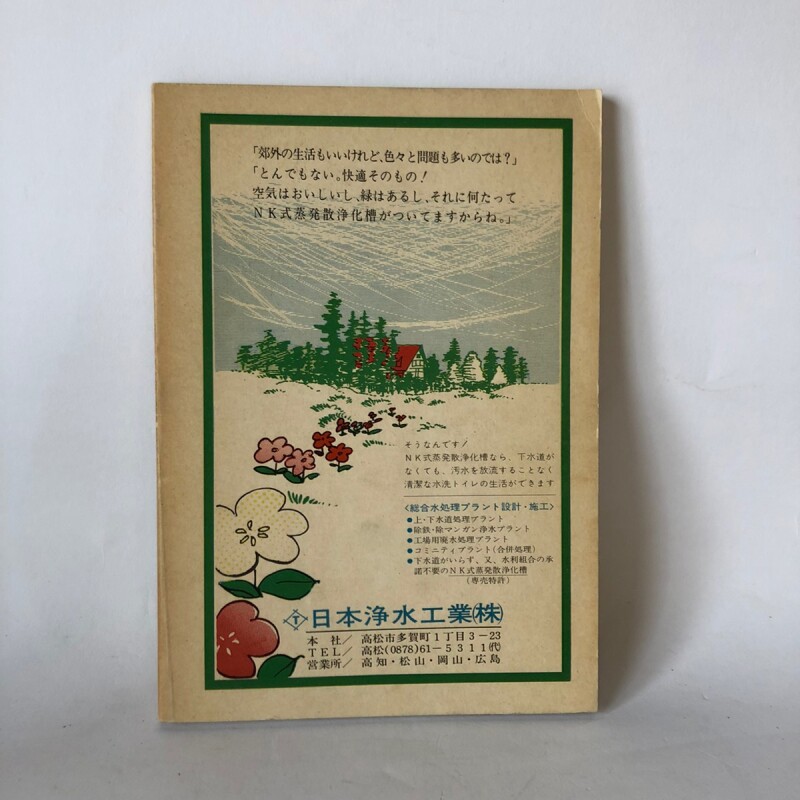 「郊外の生活もいいけれど、色々と問題も多いのでは？」
「とんでもない。快適そのもの！
空気はおいしいし、緑はあるし、それに何たって
NK式蒸発散浄化槽がついてますからね。」
そうなんです！
NK式蒸発散浄化槽なら、下水道が
なくても、汚水を放流することなく
清潔な水洗トイレの生活ができます
〈総合水処理プラント設計・施工〉
●上・下水道処理プラント
●除鉄・除マンガン浄水プラント
●工場用廃水処理プラント
●コミニティプラント(合併処理)
●下水道がいらず、又、水利組合の承
諾不要のNK式蒸発散浄化槽
(専売特許)
T 日本浄水工業㈱
本社／高松市多賀町1丁目3－23
TEL／高松(0878)61－5311㈹
営業所／高知・松山・岡山・広島